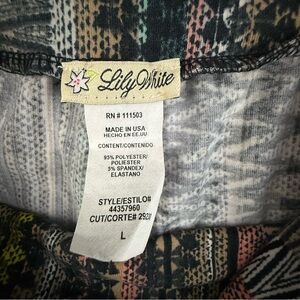 Lily White
RN # 111503
MADE IN USA
HECHO EN EE.UU
CONTENT/CONTENIDO
95% POLYESTER/
POLIESTER
5% SPANDEX/
ELASTANO
STYLE/ESTILO#
44357960
CUT/CORTE#
L